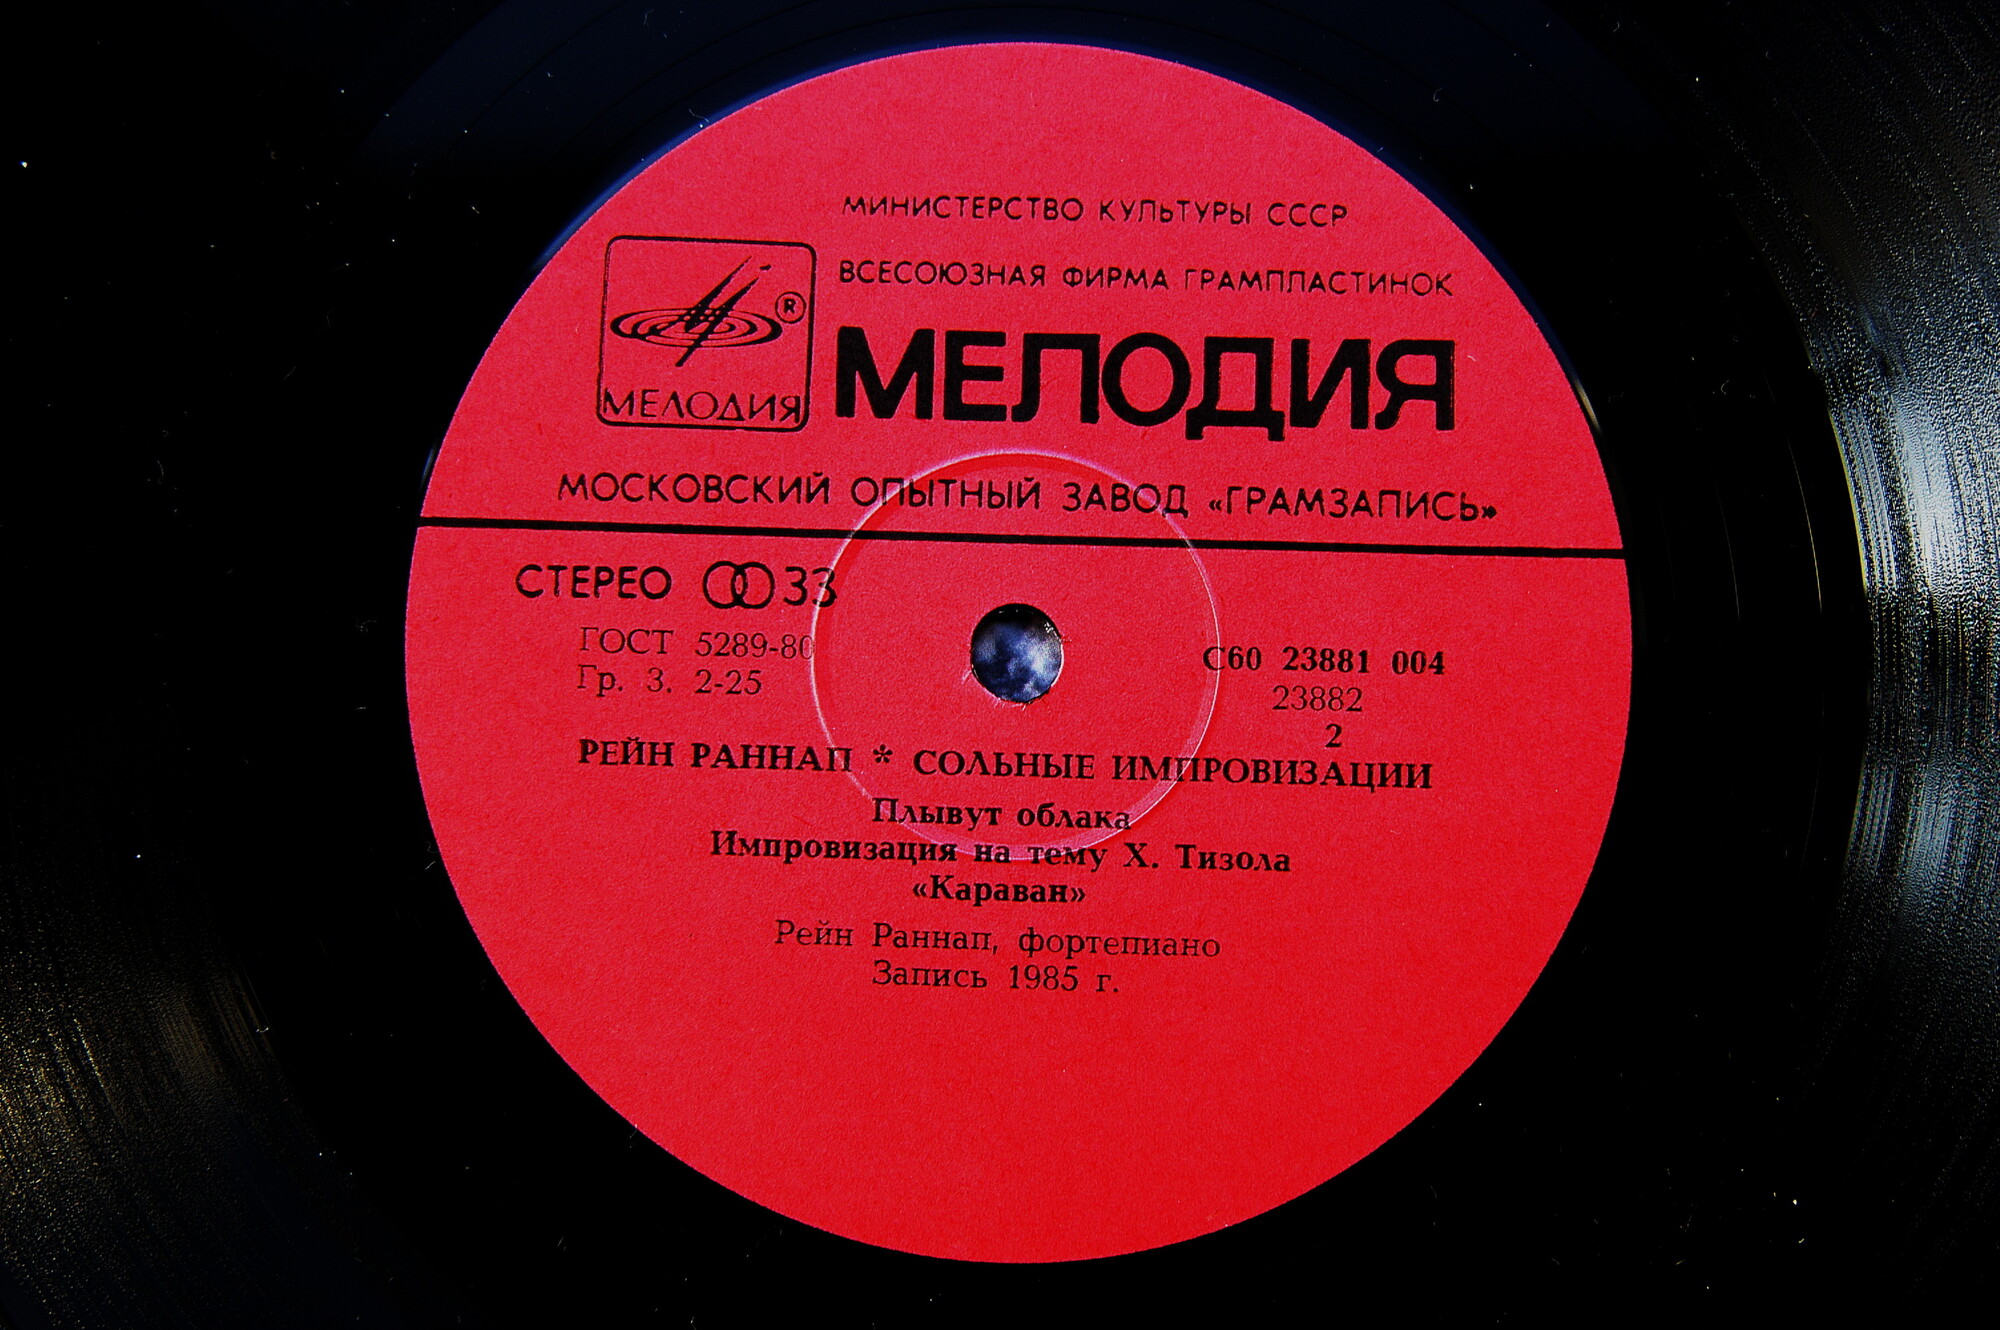 МИНИСТЕРСТВО КУЛЬТУРЫ СССР
ВСЕСОЮЗНАЯ ФИРМА ГРАМПЛАСТИНОК
МЕЛОДИЯ
®
МЕЛОДИЯ
МОСКОВСКИЙ ОПЫТНЫЙ ЗАВОД «ГРАМЗАПИСЬ»
СТЕРЕО 33
ГОСТ 5289-80
Гр. 3. 2-25
С60 23881 004
23882
2
РЕЙН РАННАП * СОЛЬНЫЕ ИМПРОВИЗАЦИИ
Плывут облака
Импровизация на тему Х. Тизола
«Караван»
Рейн Раннап, фортепиано
Запись 1985 г.